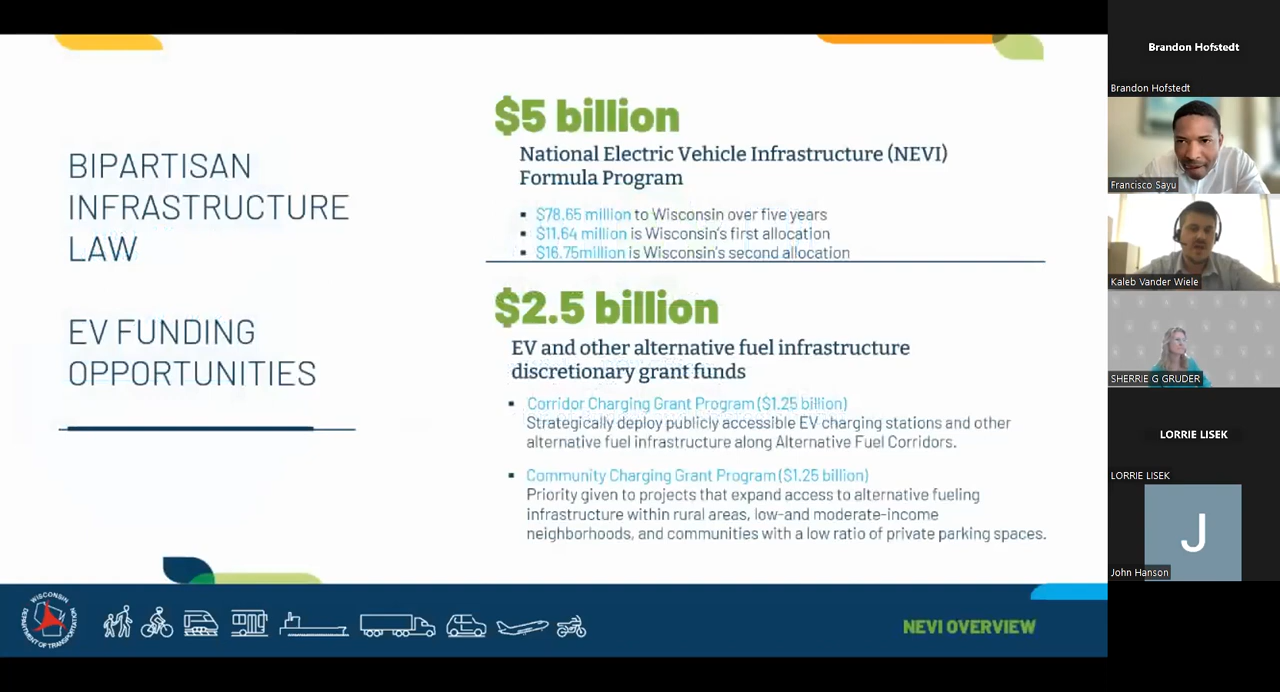 BIPARTISAN
INFRASTRUCTURE
LAW
EV FUNDING
OPPORTUNITIES
$5 billion
National Electric Vehicle Infrastructure (NEVI)
Formula Program
▪ $78.65 million to Wisconsin over five years
▪ $11.64 million is Wisconsin's first allocation
▪ $16.75million is Wisconsin's second allocation
$2.5 billion
EV and other alternative fuel infrastructure
discretionary grant funds
▪ Corridor Charging Grant Program ($1.25 billion)
Strategically deploy publicly accessible EV charging stations and other
alternative fuel infrastructure along Alternative Fuel Corridors.
▪ Community Charging Grant Program ($1.25 billion)
Priority given to projects that expand access to alternative fueling
infrastructure within rural areas, low-and moderate-income
neighborhoods, and communities with a low ratio of private parking spaces.
WISCONSIN
DEPARTMENT OF TRANSPORTATION
NEVI OVERVIEW
Brandon Hofstedt
Brandon Hofstedt
Francisco Sayu
Kaleb Vander Wiele
SHERRIE G GRUDER
LORRIE LISEK
LORRIE LISEK
J
John Hanson